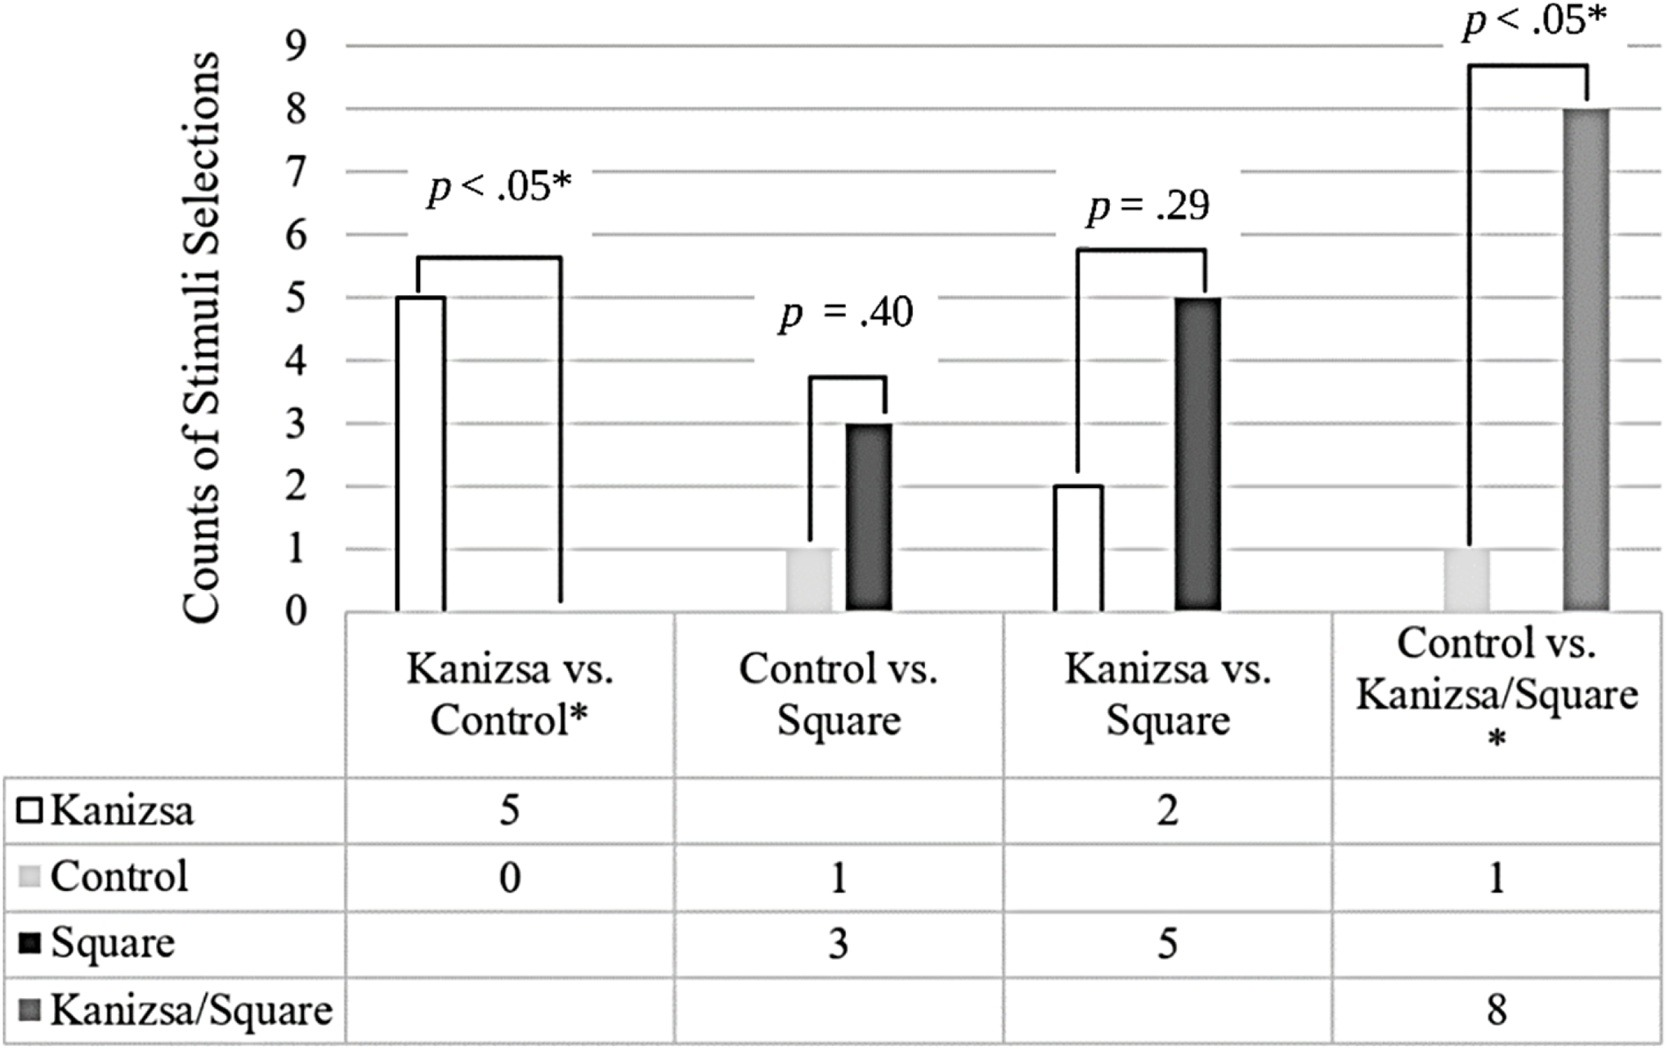 Counts of Stimuli Selections
9
8
7
6
5
4
3
2
1
0
p < .05*
p = .40
p = .29
p < .05*
Kanizsa vs.
Control*
Control vs.
Square
Kanizsa vs.
Square
Control vs.
Kanizsa/Square
*
Kanizsa 5 2
Control 0 1 1
Square 3 5
Kanizsa/Square 8